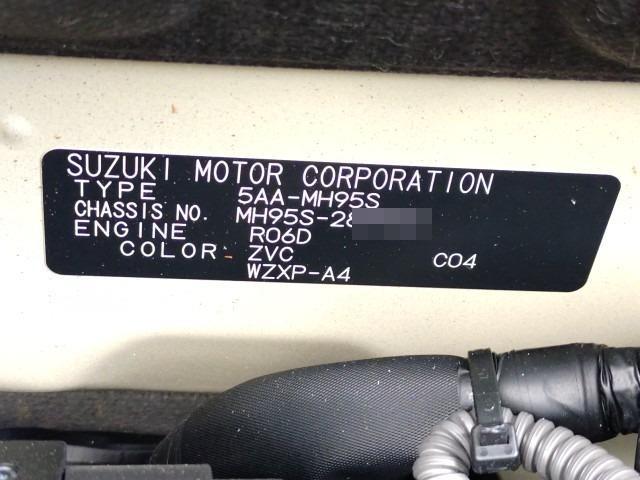 SUZUKI MOTOR CORPORATION
TYPE 5AA-MH95S
CHASSIS NO. MH95S-28
ENGINE R06D
COLOR ZVC C04
WZXP-A4